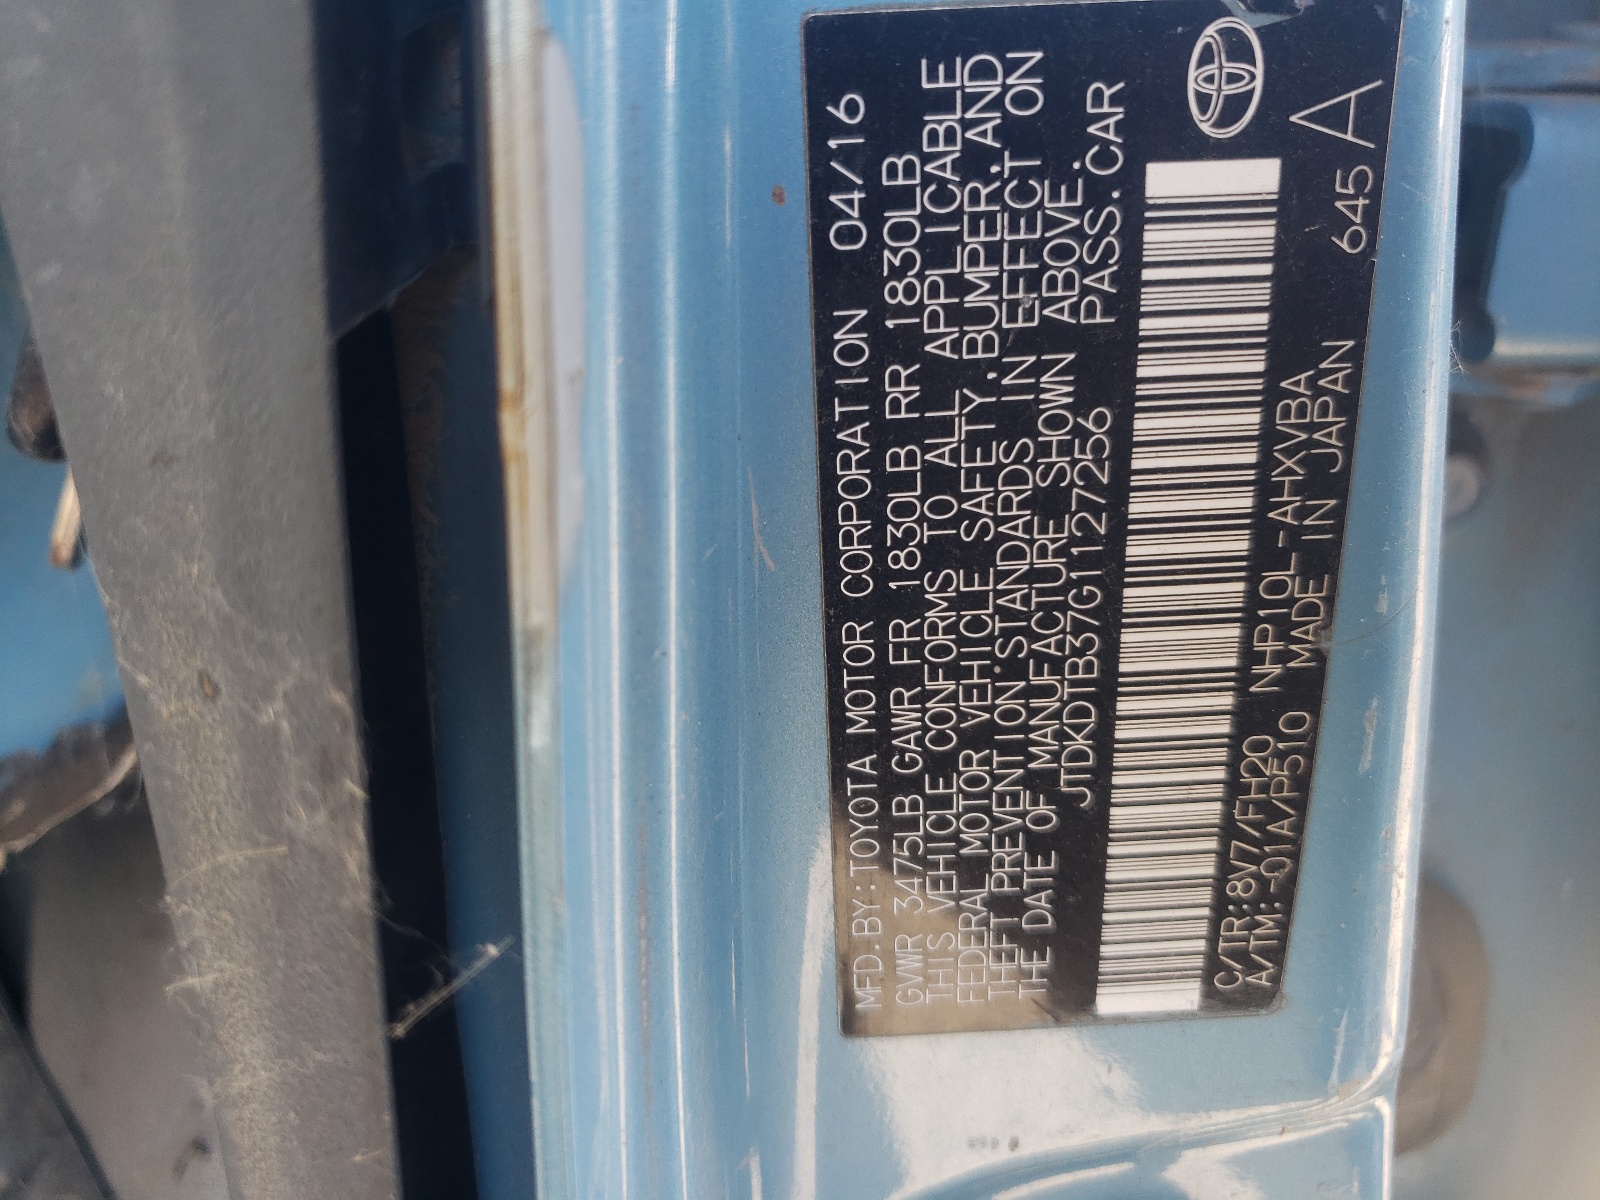 MFD.BY:TOYOTA MOTOR CORPORATION 04/16
GVWR 3475LB GAWR FR 1830LB RR 1830LB
THIS VEHICLE CONFORMS TO ALL APPLICABLE
FEDERAL MOTOR VEHICLE SAFETY, BUMPER, AND
THEFT PREVENTION STANDARDS IN EFFECT ON
THE DATE OF MANUFACTURE SHOWN ABOVE.
JTDKDTB37G1127256 PASS.CAR
C/TR:8V7/FH20 NHP10L-AHXVBA 645
A/TM:-01A/P510 MADE IN JAPAN A